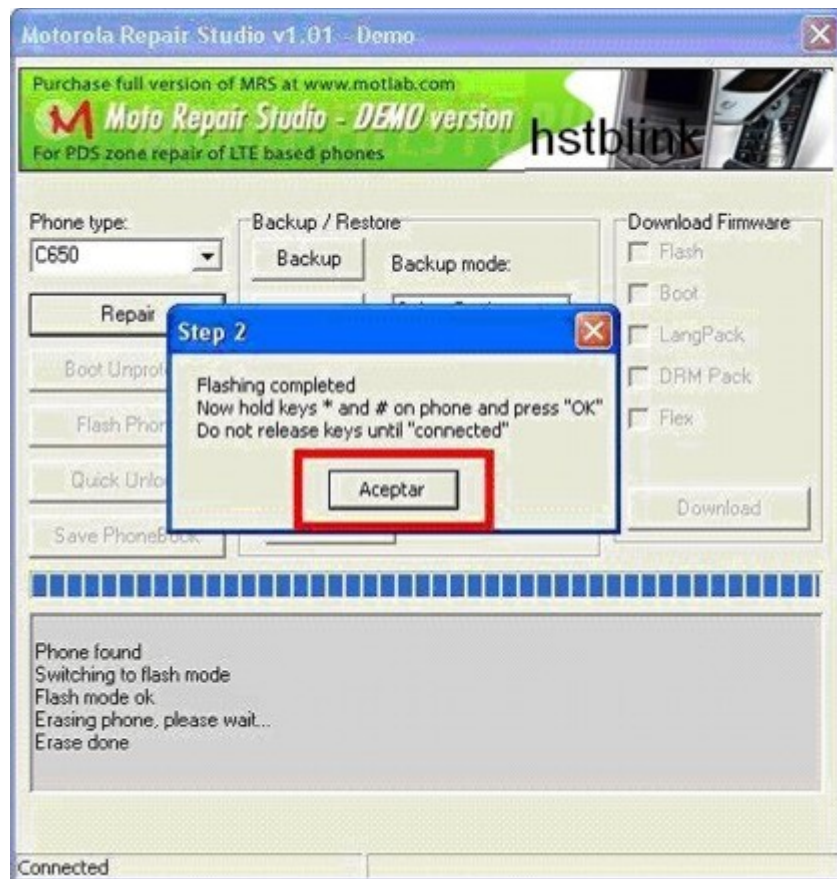 Motorola Repair Studio v1.01 - Demo
Purchase full version of MRS at www.motlab.com
Moto Repair Studio - DEMO version
For PDS zone repair of LTE based phones
hstblink
Phone type:
C650
Repair
Boot
Flash
Quick
Save
Backup / Restore
Backup
Backup mode:
Download Firmware
Flash
Boot
LangPack
DRM Pack
Flex
Download
Step 2
Flashing completed
Now hold keys * and # on phone and press "OK"
Do not release keys until "connected"
Aceptar
Phone found
Switching to flash mode
Flash mode ok
Erasing phone, please wait...
Erase done
Connected